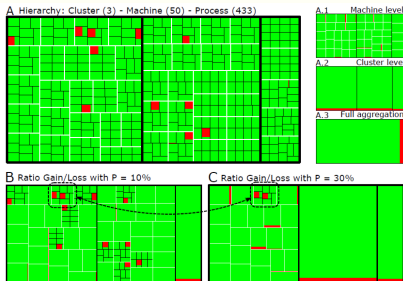 A Hierarchy: Cluster (3) - Machine (50) - Process (433)
A.1 Machine level
A.2 Cluster level
A.3 Full aggregation
B Ratio Gain/Loss with P = 10%
C Ratio Gain/Loss with P = 30%